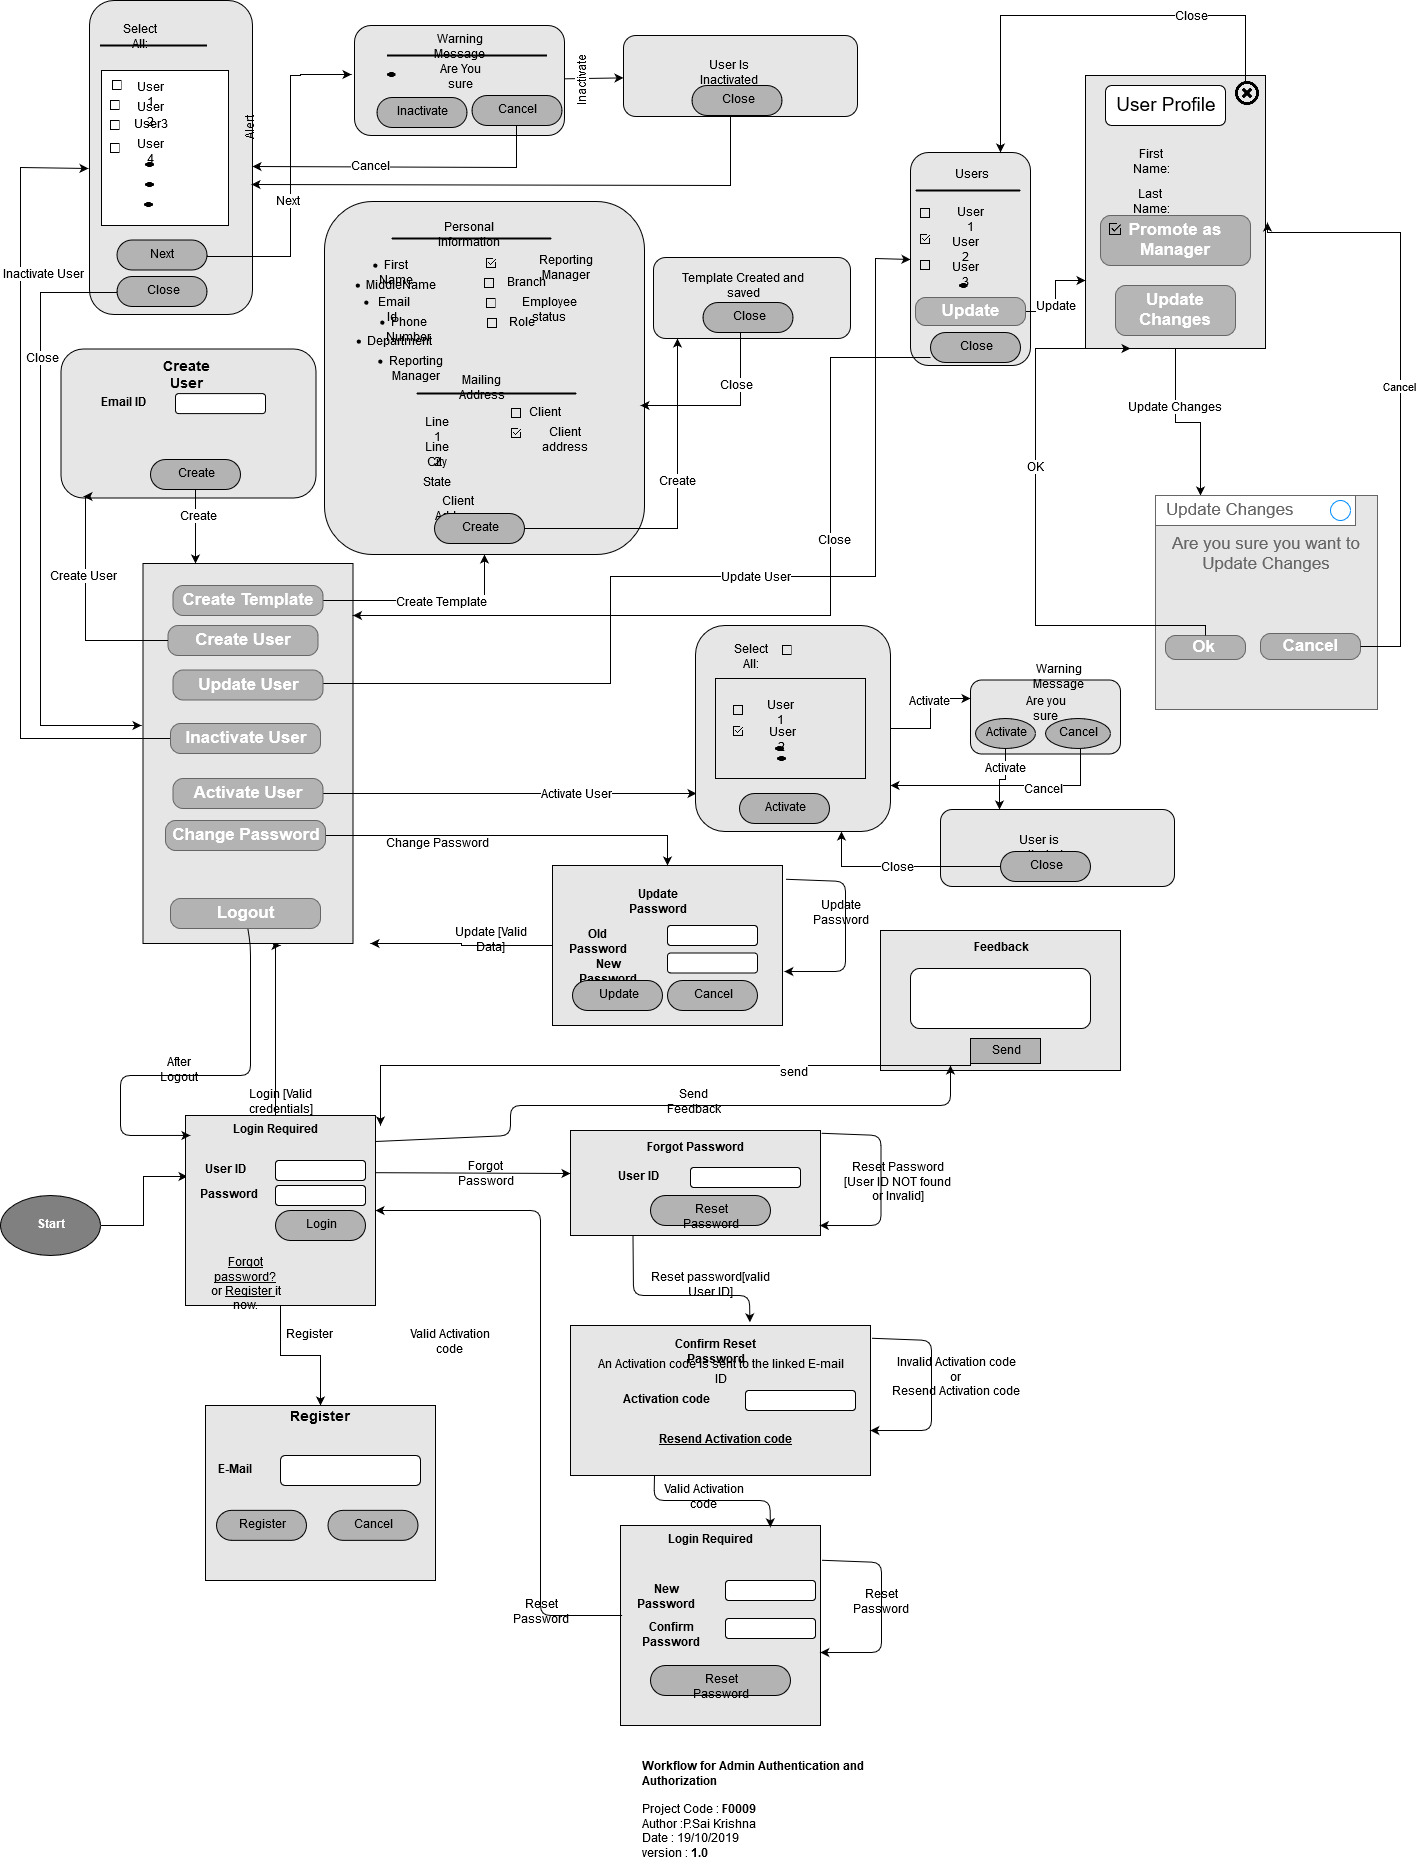 Select
All:
User
1
User
2
User3
User
4
Next
Close
Alert
Warning
Message
Are You
sure
Inactivate
Cancel
Inactivate
User Is
Inactivated
Close
Cancel
Next
Inactivate User
Close
Close
User Profile
First
Name:
Last
Name:
Promote as
Manager
Update
Changes
Users
User
1
User
2
User
3
Update
Close
Update
Cancel
Update Changes
OK
Update Changes
Are you sure you want to
Update Changes
Ok
Cancel
Personal
Information
First
Name
MiddleName
Email
Id
Phone
Number
Department
Reporting
Manager
Reporting
Manager
Branch
Employee
status
Role
Mailing
Address
Line
1
Line
2
City
State
Client
Client
address
Client
Create
Template Created and
saved
Close
Close
Create
Create
User
Email ID
Create
Create
Create User
Create Template
Create User
Update User
Inactivate User
Activate User
Change Password
Logout
Create Template
Update User
Close
Activate User
Change Password
Select
All:
User
1
User
2
Activate
Activate
Warning
Message
Are you
sure
Activate
Cancel
Activate
Cancel
User is
Close
Close
Update
Password
Old
Password
New
Password
Update
Cancel
Update
Password
Update [Valid
Data]
Feedback
Send
send
Send
Feedback
After
Logout
Login [Valid
credentials]
Login Required
User ID
Password
Login
Forgot
password?
or Register it
now.
Start
Forgot
Password
Forgot Password
User ID
Reset
Password
Reset Password
[User ID NOT found
or Invalid]
Reset password[valid
User ID]
Register
Valid Activation
code
Confirm Reset
Password
An Activation code is sent to the linked E-mail
ID
Activation code
Resend Activation code
Invalid Activation code
or
Resend Activation code
Register
E-Mail
Register
Cancel
Valid Activation
code
Login Required
New
Password
Confirm
Password
Reset
Password
Reset
Password
Reset
Password
Workflow for Admin Authentication and
Authorization
Project Code : F0009
Author :P.Sai Krishna
Date : 19/10/2019
version : 1.0